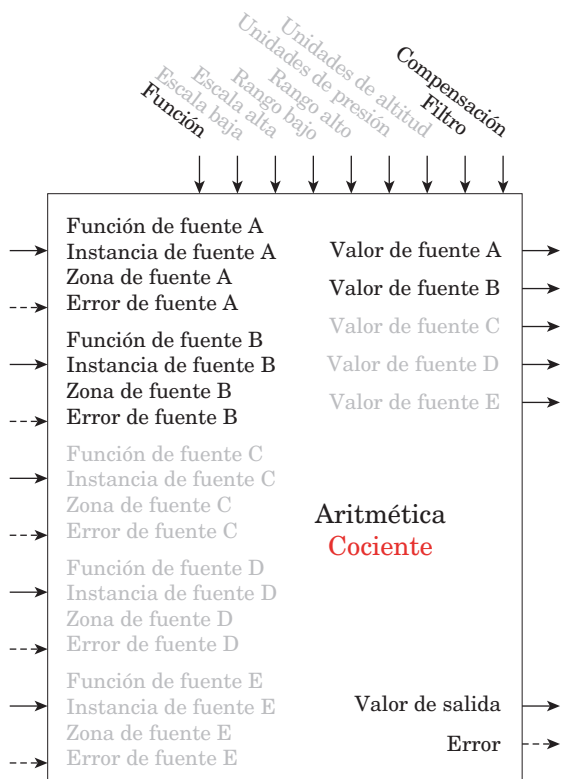 Función
Escala baja
Escala alta
Rango bajo
Rango alto
Unidades de presión
Unidades de altitud
Filtro
Compensación
Función de fuente A
Instancia de fuente A
Zona de fuente A
Error de fuente A
Función de fuente B
Instancia de fuente B
Zona de fuente B
Error de fuente B
Función de fuente C
Instancia de fuente C
Zona de fuente C
Error de fuente C
Función de fuente D
Instancia de fuente D
Zona de fuente D
Error de fuente D
Función de fuente E
Instancia de fuente E
Zona de fuente E
Error de fuente E
Valor de fuente A
Valor de fuente B
Valor de fuente C
Valor de fuente D
Valor de fuente E
Aritmética
Cociente
Valor de salida
Error